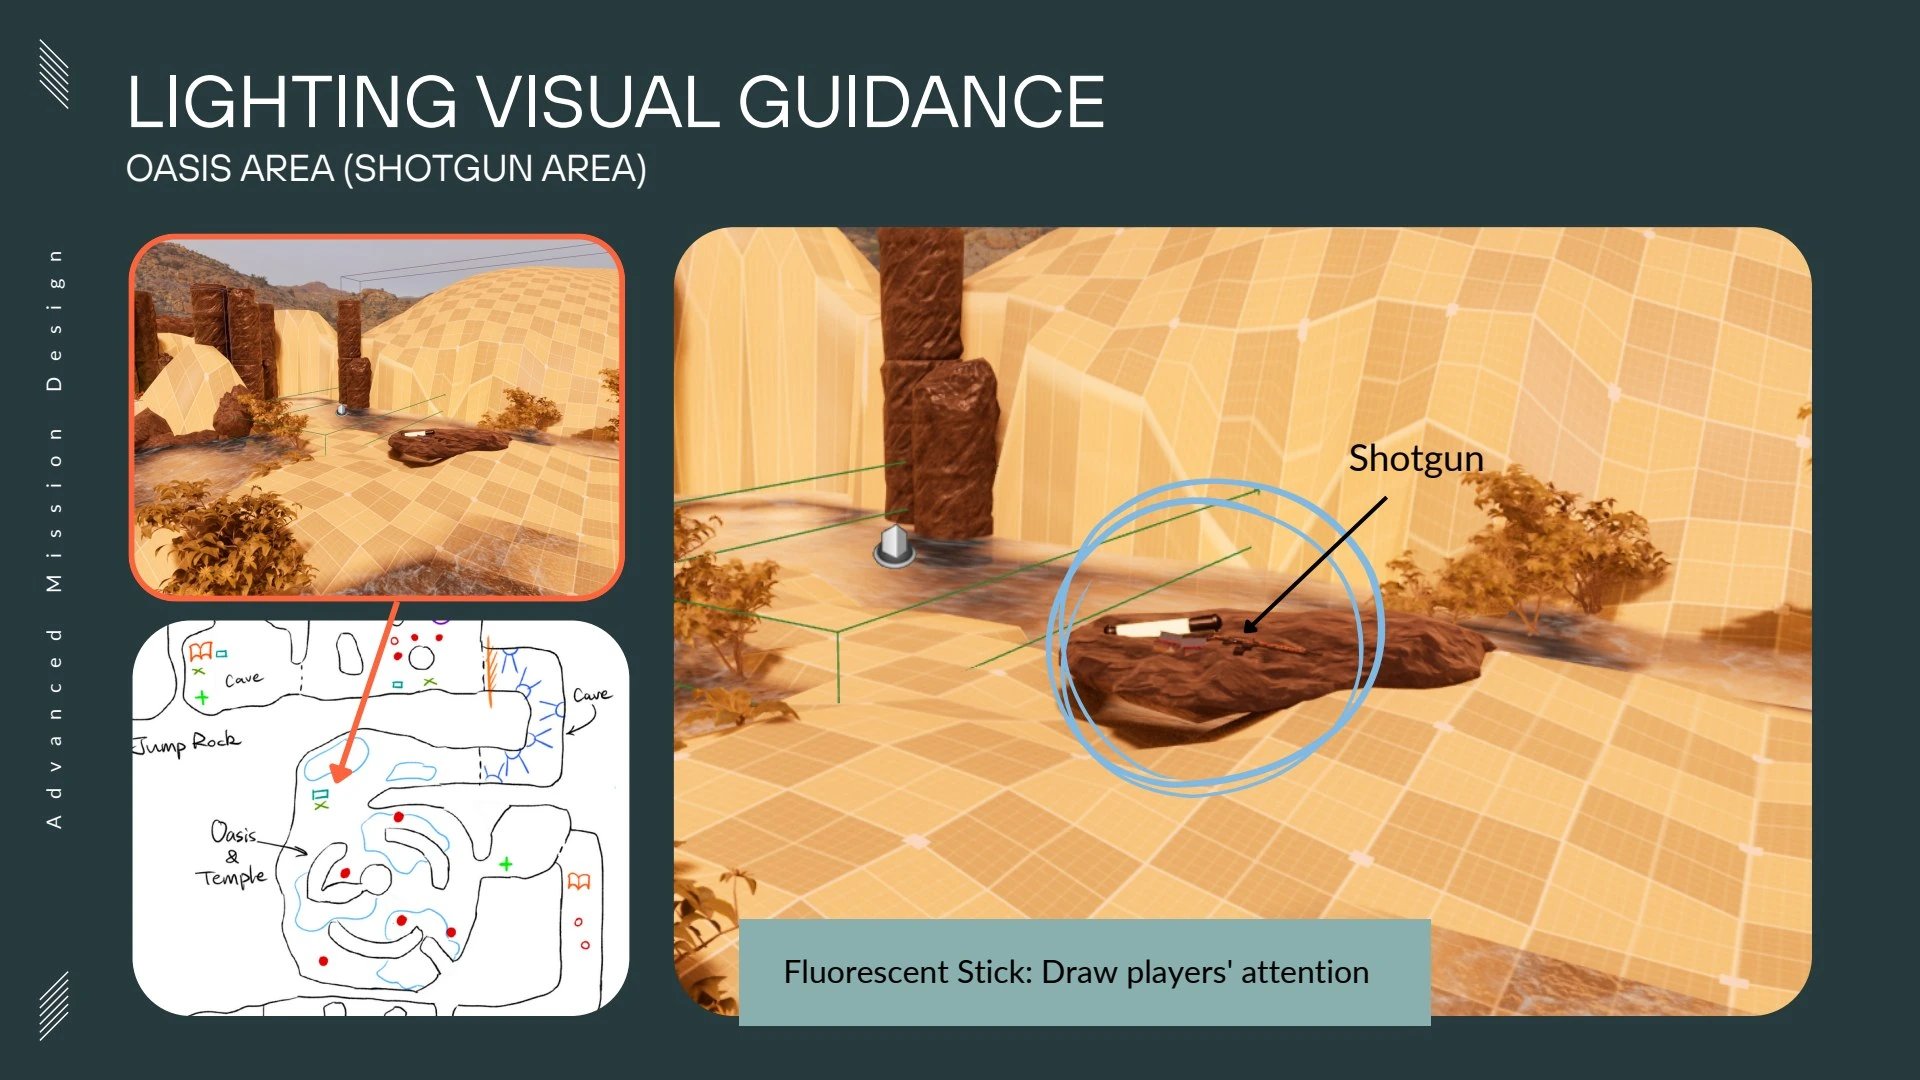 LIGHTING VISUAL GUIDANCE
OASIS AREA (SHOTGUN AREA)
Advanced Mission Design
Shotgun
Cave
Cave
Jump Rock
Oasis
&
Temple
Fluorescent Stick: Draw players' attention